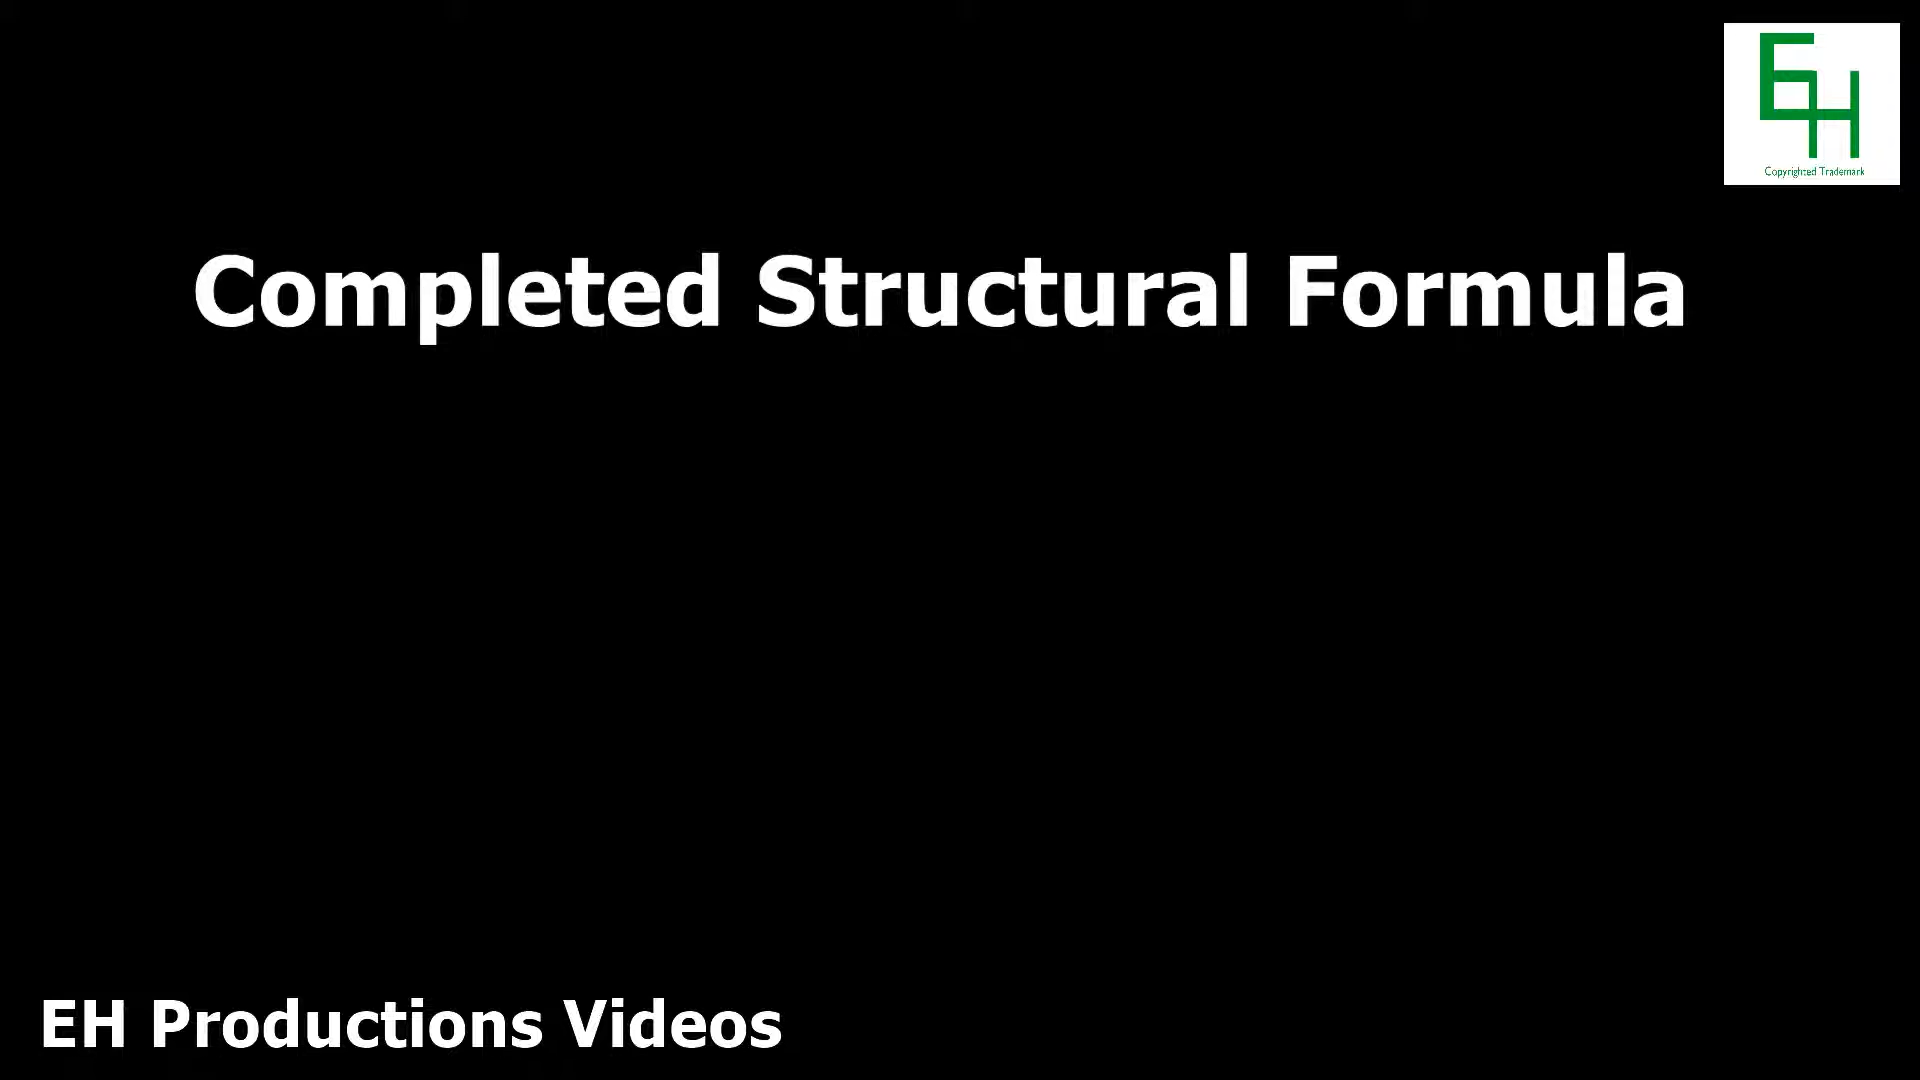 EH
Copyrighted Trademark
Completed Structural Formula
EH Productions Videos